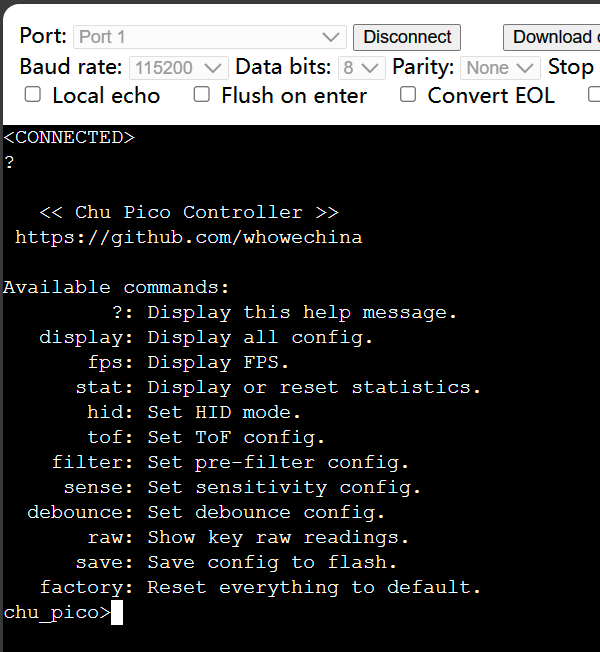 Port: Port 1 Disconnect Download
Baud rate: 115200 Data bits: 8 Parity: None Stop
Local echo Flush on enter Convert EOL
<CONNECTED>
?
<< Chu Pico Controller >>
https://github.com/whowechina
Available commands:
?: Display this help message.
display: Display all config.
fps: Display FPS.
stat: Display or reset statistics.
hid: Set HID mode.
tof: Set ToF config.
filter: Set pre-filter config.
sense: Set sensitivity config.
debounce: Set debounce config.
raw: Show key raw readings.
save: Save config to flash.
factory: Reset everything to default.
chu_pico>